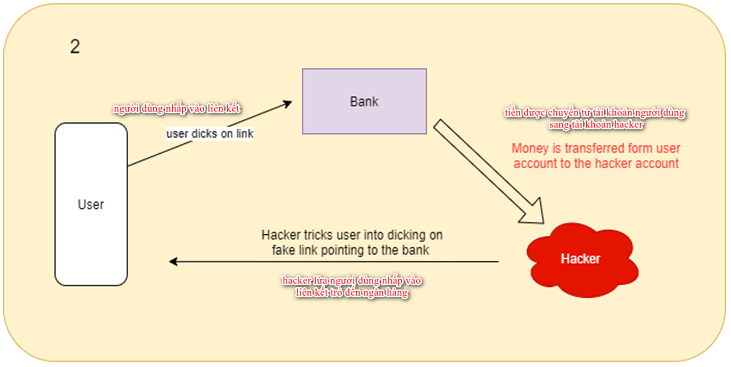 2
người dùng nhấp vào liên kết
user dicks on link
Bank
tiền được chuyển từ tài khoản người dùng
sang tài khoản hacker
Money is transferred form user
account to the hacker account
User
Hacker tricks user into dicking on
fake link pointing to the bank
Hacker
hacker lừa người dùng nhấp vào
liên kết trỏ đến ngân hàng